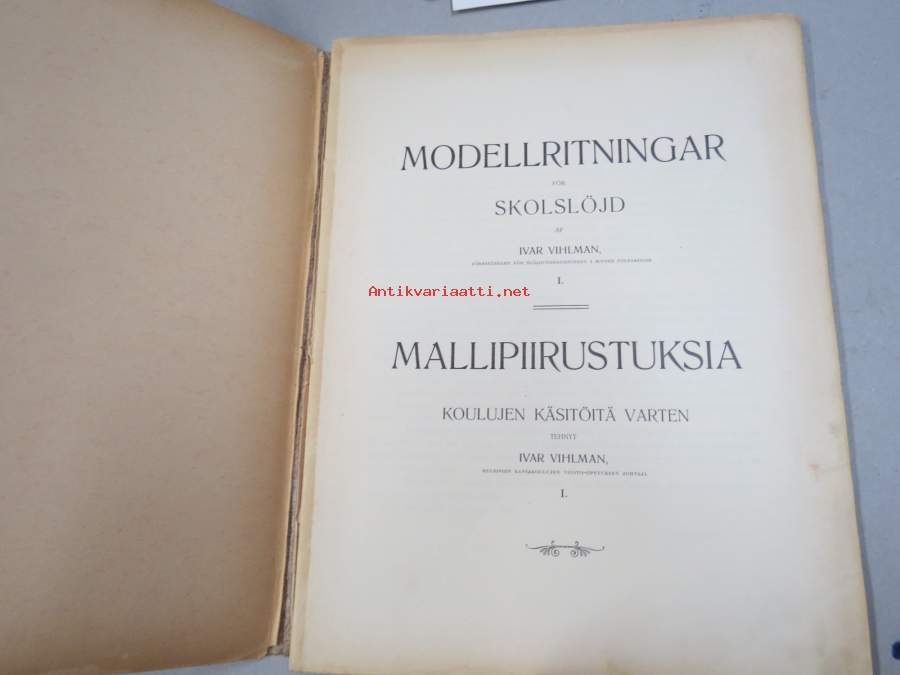 MODELLRITNINGAR
FÖR
SKOLSLÖJD
AF
IVAR VIHLMAN,
I.
Antikvariaatti.net
MALLIPIIRUSTUKSIA
KOULUJEN KÄSITÖITÄ VARTEN
TEHNYT
IVAR VIHLMAN,
I.